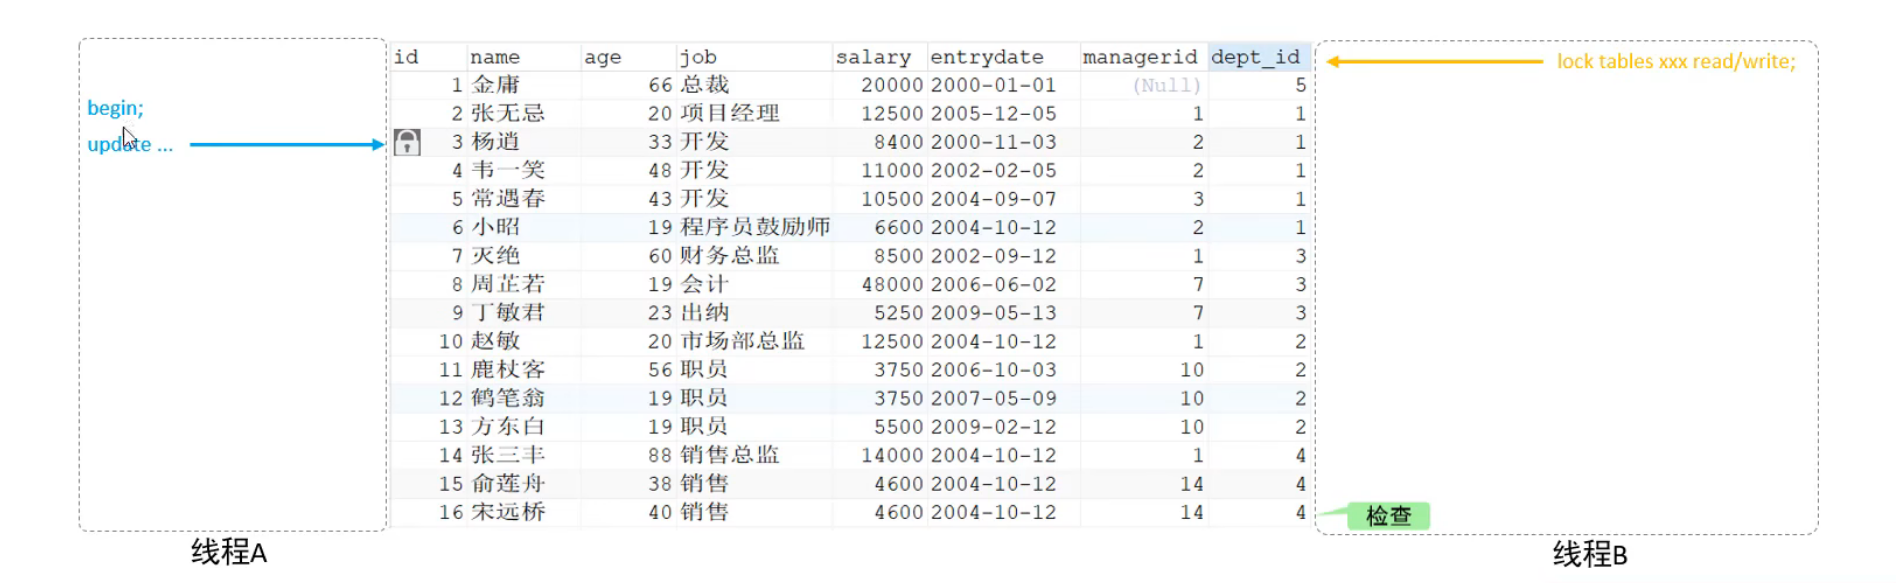 id name age job salary entrydate managerid dept_id
1 金庸 66 总裁 20000 2000-01-01 (Null) 5
2 张无忌 20 项目经理 12500 2005-12-05 1 1
3 杨逍 33 开发 8400 2000-11-03 2 1
4 韦一笑 48 开发 11000 2002-02-05 2 1
5 常遇春 43 开发 10500 2004-09-07 3 1
6 小昭 19 程序员鼓励师 6600 2004-10-12 2 1
7 灭绝 60 财务总监 8500 2002-09-12 1 3
8 周芷若 19 会计 48000 2006-06-02 7 3
9 丁敏君 23 出纳 5250 2009-05-13 7 3
10 赵敏 20 市场部总监 12500 2004-10-12 1 2
11 鹿杖客 56 职员 3750 2006-10-03 10 2
12 鹤笔翁 19 职员 3750 2007-05-09 10 2
13 方东白 19 职员 5500 2009-02-12 10 2
14 张三丰 88 销售总监 14000 2004-10-12 1 4
15 俞莲舟 38 销售 4600 2004-10-12 14 4
16 宋远桥 40 销售 4600 2004-10-12 14 4
begin;
update ...
lock tables xxx read/write;
检查
线程A
线程B